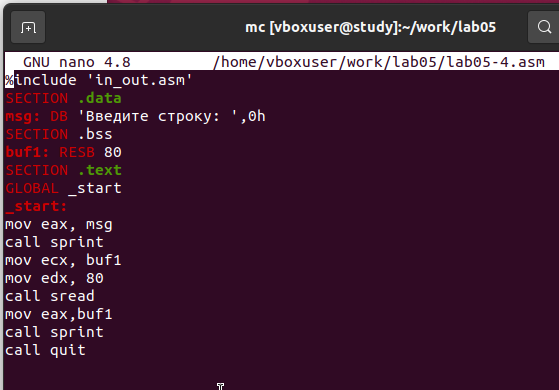 mc [vboxuser@study]:~/work/lab05
GNU nano 4.8 /home/vboxuser/work/lab05/lab05-4.asm
%include 'in_out.asm'
SECTION .data
msg: DB 'Введите строку: ',0h
SECTION .bss
buf1: RESB 80
SECTION .text
GLOBAL _start
_start:
mov eax, msg
call sprint
mov ecx, buf1
mov edx, 80
call sread
mov eax,buf1
call sprint
call quit